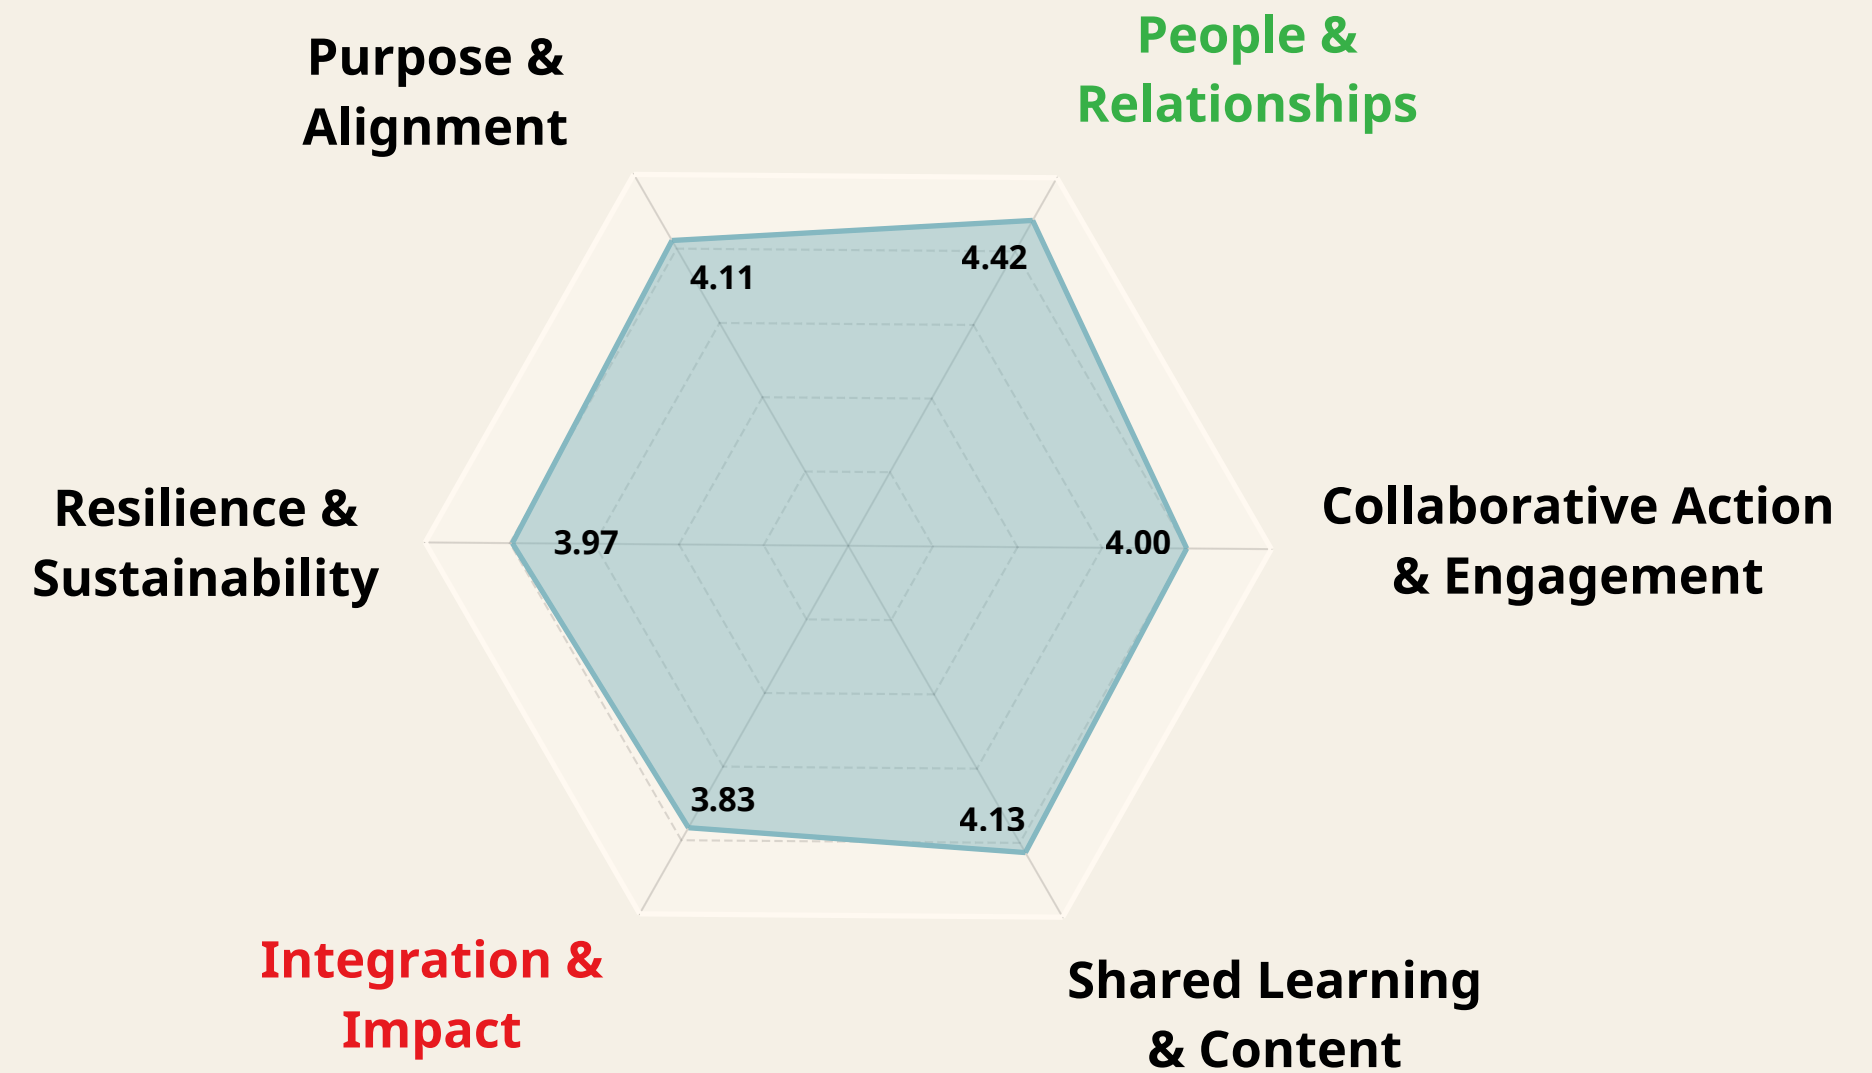 Purpose &
Alignment
People &
Relationships
4.11
4.42
Resilience &
Sustainability
3.97
4.00
Collaborative Action
& Engagement
3.83
4.13
Integration &
Impact
Shared Learning
& Content